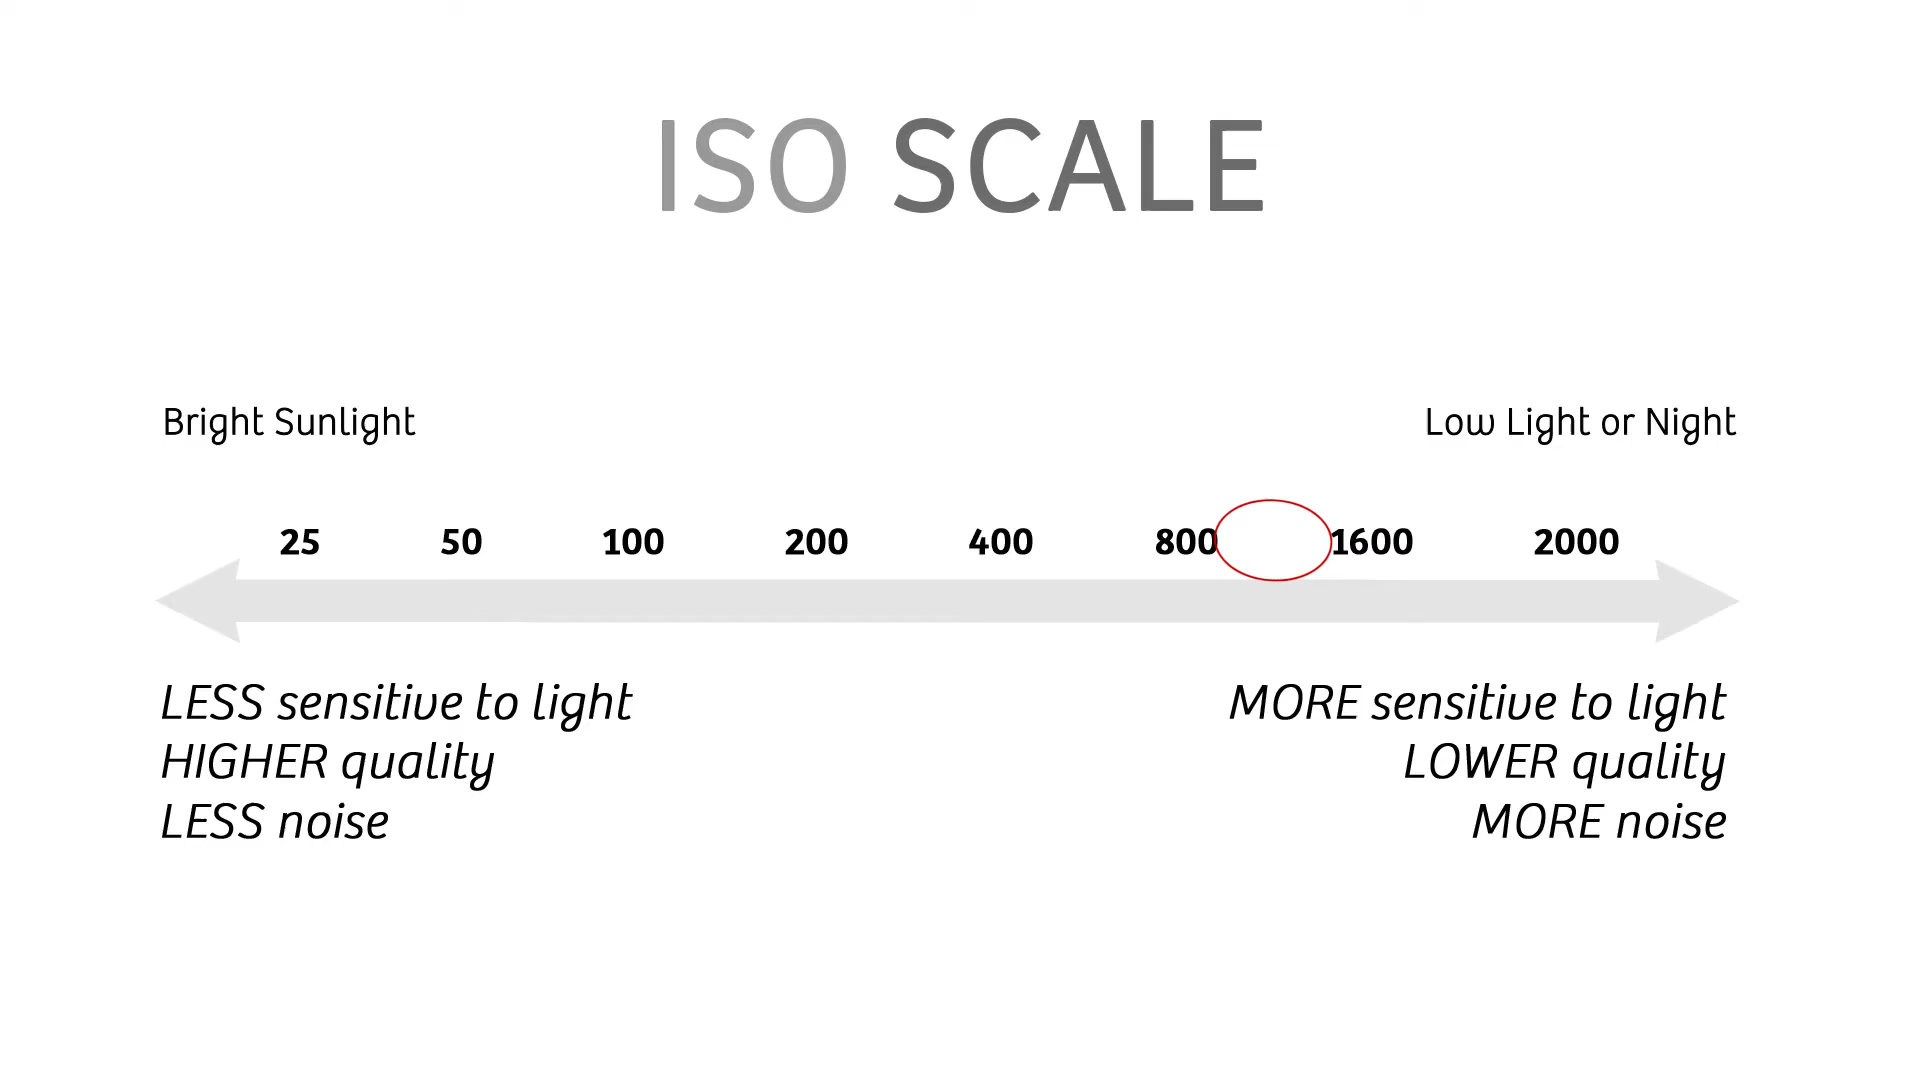 ISO SCALE
Bright Sunlight
Low Light or Night
25 50 100 200 400 800 1600 2000
LESS sensitive to light
HIGHER quality
LESS noise
MORE sensitive to light
LOWER quality
MORE noise